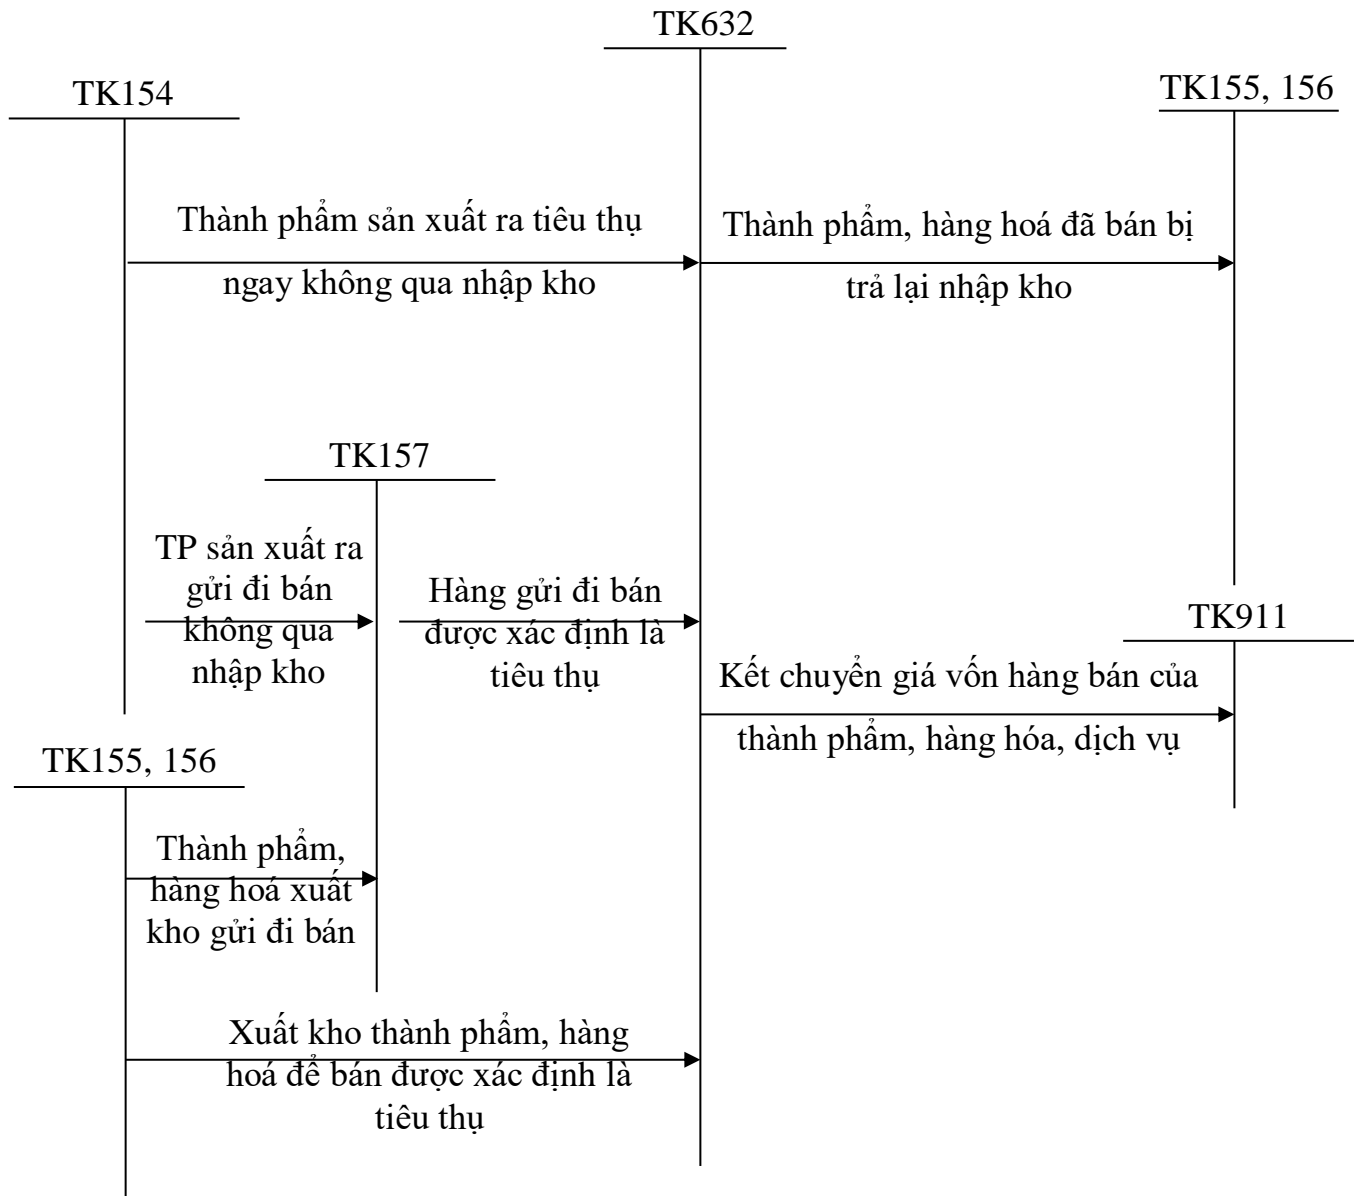 TK632
TK154
TK155, 156
Thành phẩm sản xuất ra tiêu thụ
ngay không qua nhập kho
Thành phẩm, hàng hoá đã bán bị
trả lại nhập kho
TK157
TP sản xuất ra
gửi đi bán
không qua
nhập kho
Hàng gửi đi bán
được xác định là
tiêu thụ
TK911
Kết chuyển giá vốn hàng bán của
thành phẩm, hàng hóa, dịch vụ
TK155, 156
Thành phẩm,
hàng hoá xuất
kho gửi đi bán
Xuất kho thành phẩm, hàng
hoá để bán được xác định là
tiêu thụ